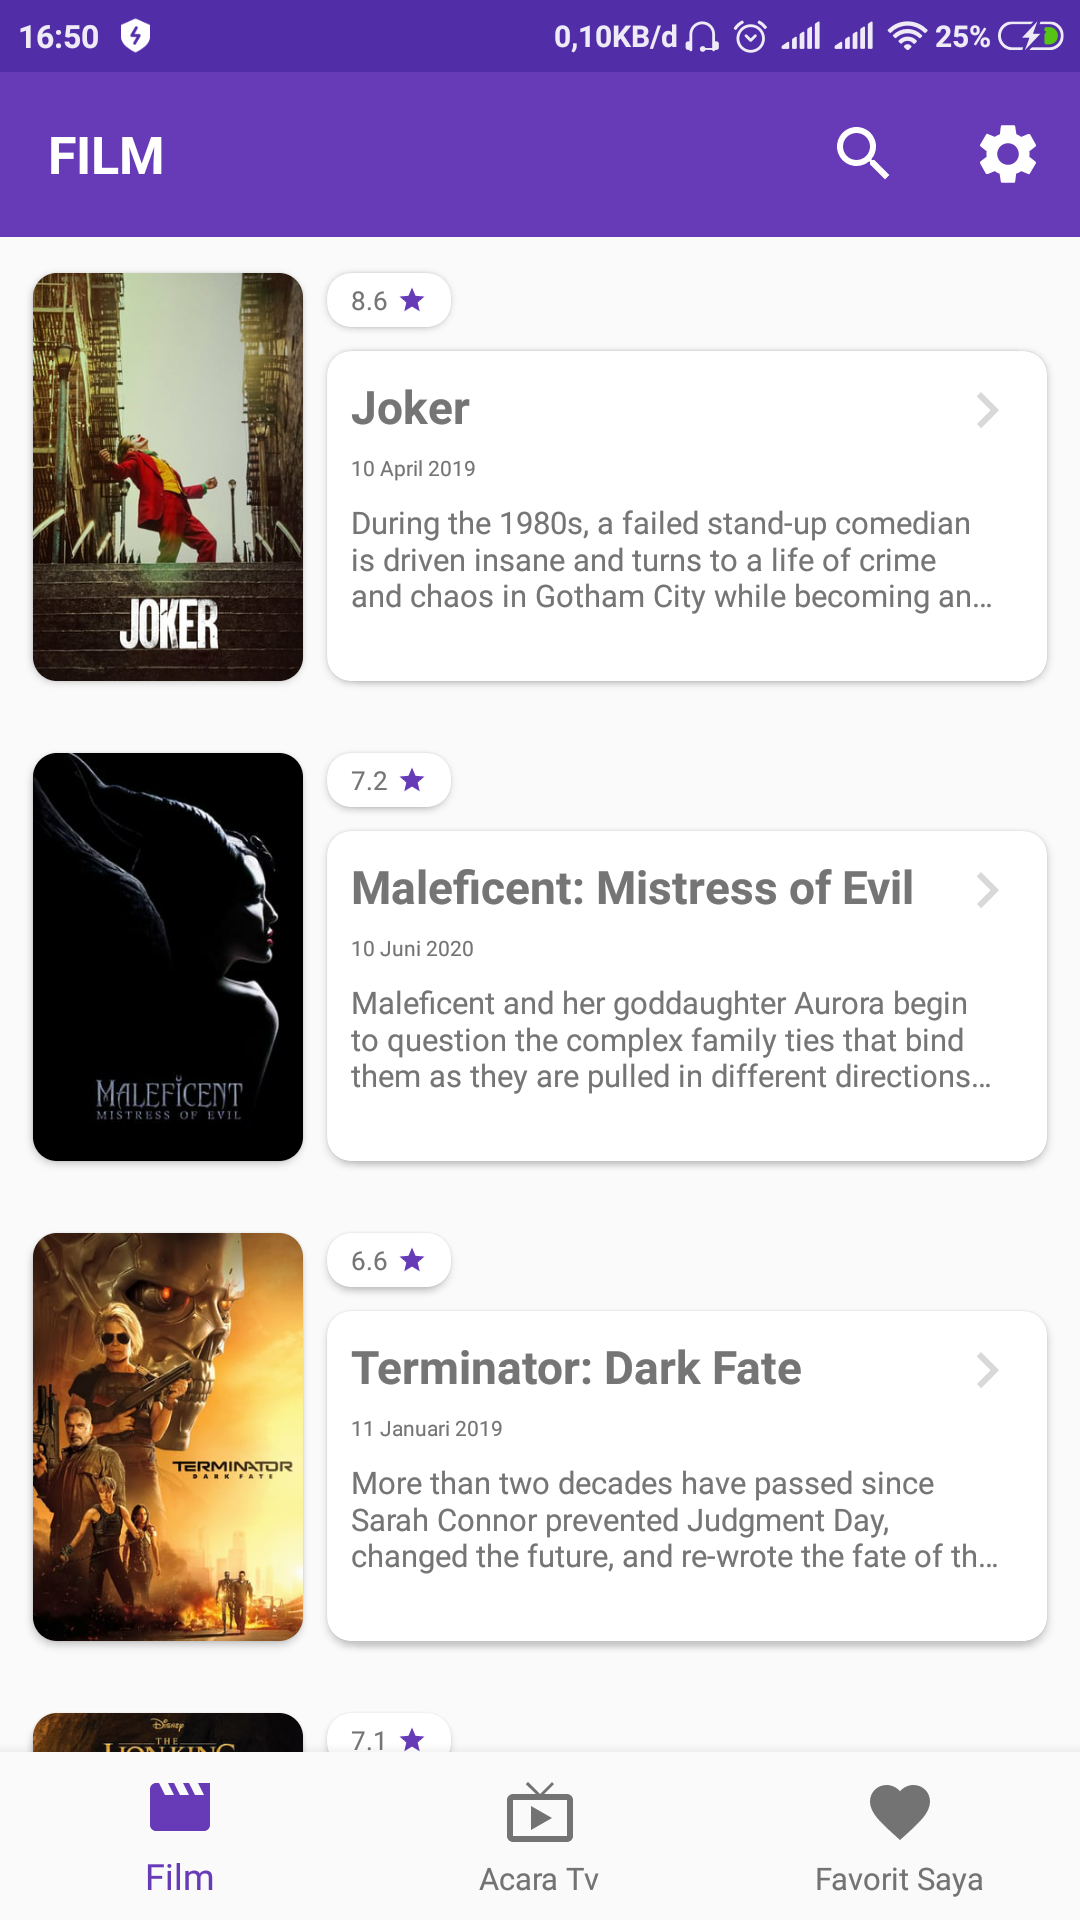 16:50 0,10KB/d 25%
FILM
8.6
Joker
10 April 2019
During the 1980s, a failed stand-up comedian
is driven insane and turns to a life of crime
and chaos in Gotham City while becoming an...
JOKER
7.2
Maleficent: Mistress of Evil
10 Juni 2020
Maleficent and her goddaughter Aurora begin
to question the complex family ties that bind
them as they are pulled in different directions...
MALEFICENT
MISTRESS OF EVIL
6.6
Terminator: Dark Fate
11 Januari 2019
More than two decades have passed since
Sarah Connor prevented Judgment Day,
changed the future, and re-wrote the fate of th...
TERMINATOR
DARK FATE
7.1
Disney
THE
LION KING
Film
Acara Tv
Favorit Saya